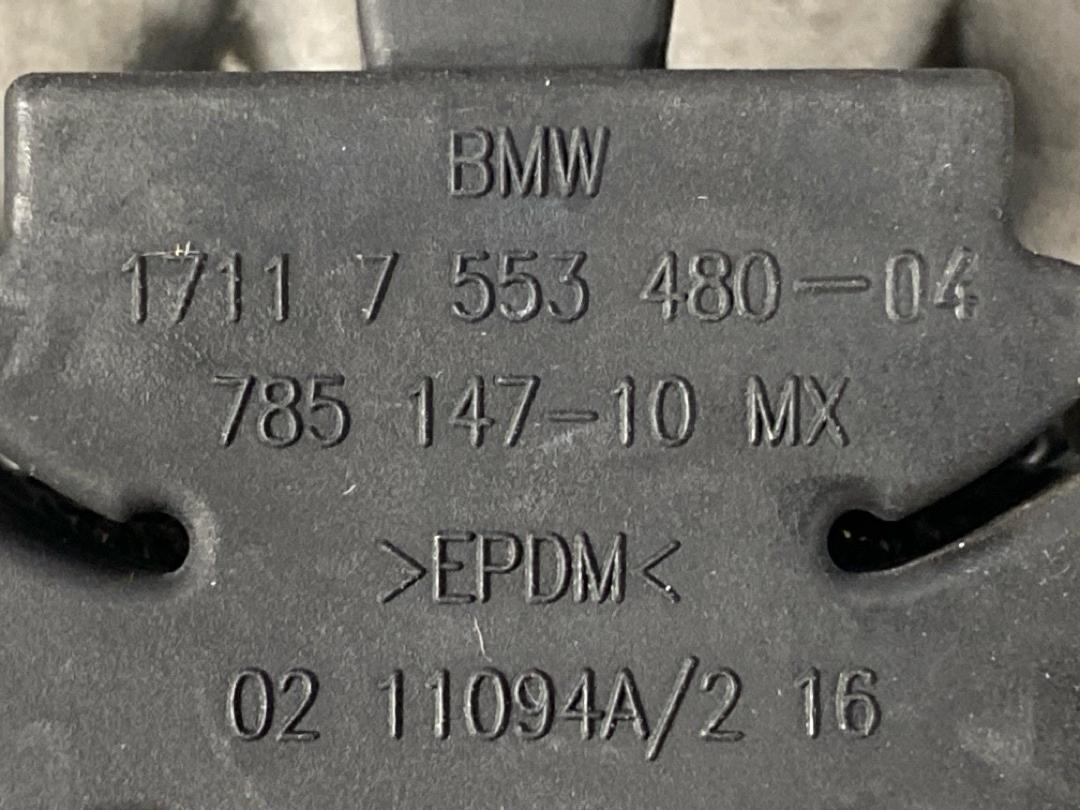 BMW
1711 7 553 480-04
785 147-10 MX
>EPDM<
02 11094A/2 16